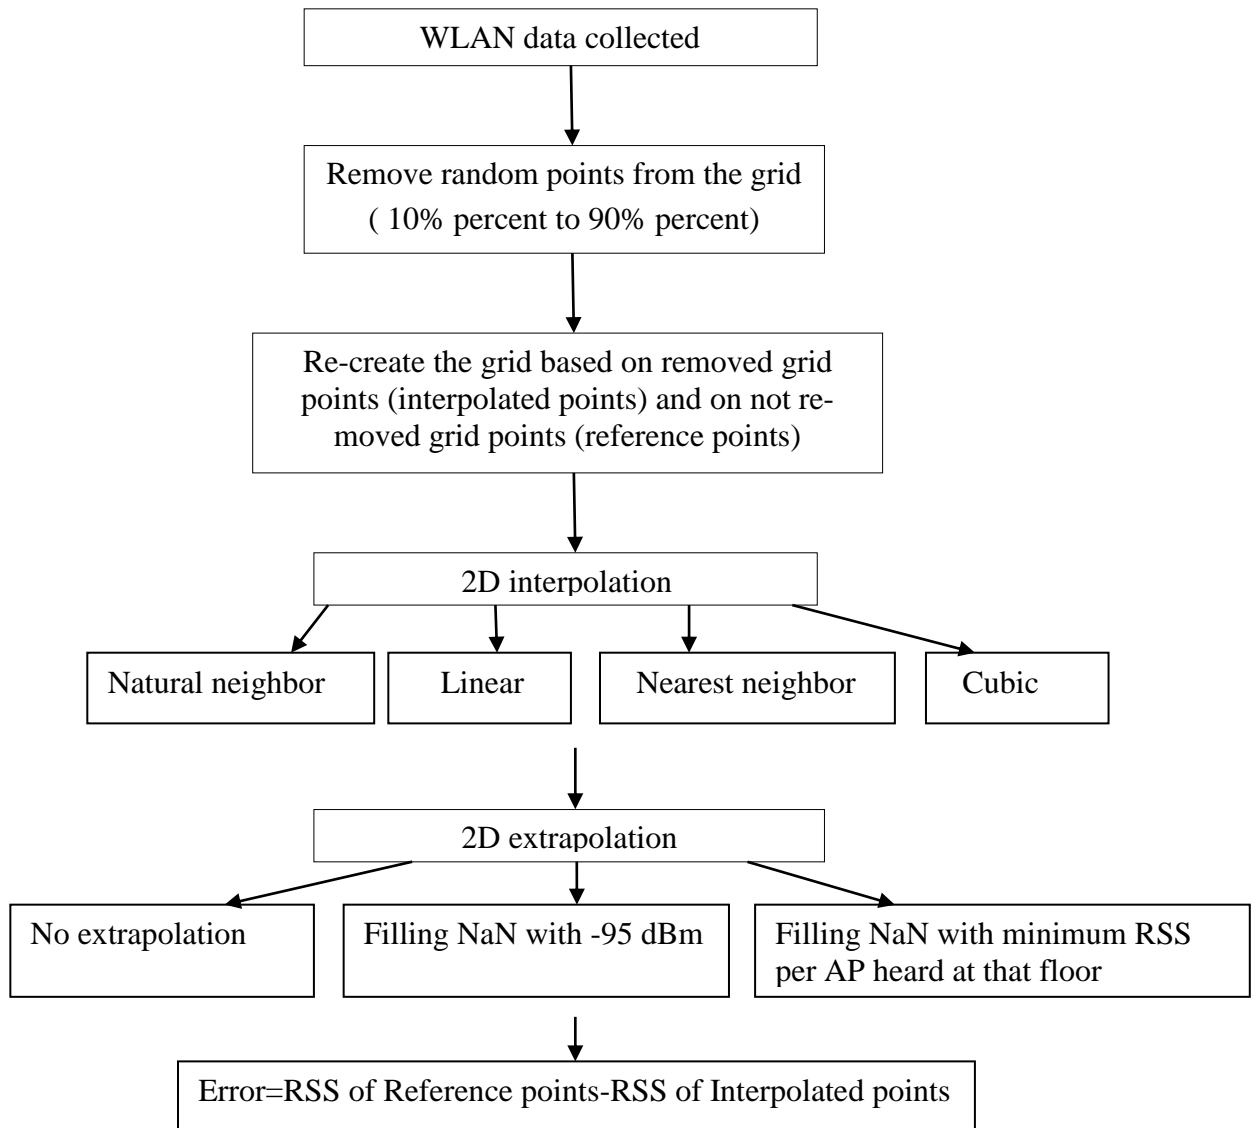 WLAN data collected
Remove random points from the grid
( 10% percent to 90% percent)
Re-create the grid based on removed grid
points (interpolated points) and on not re-
moved grid points (reference points)
2D interpolation
Natural neighbor
Linear
Nearest neighbor
Cubic
2D extrapolation
No extrapolation
Filling NaN with -95 dBm
Filling NaN with minimum RSS
per AP heard at that floor
Error=RSS of Reference points-RSS of Interpolated points